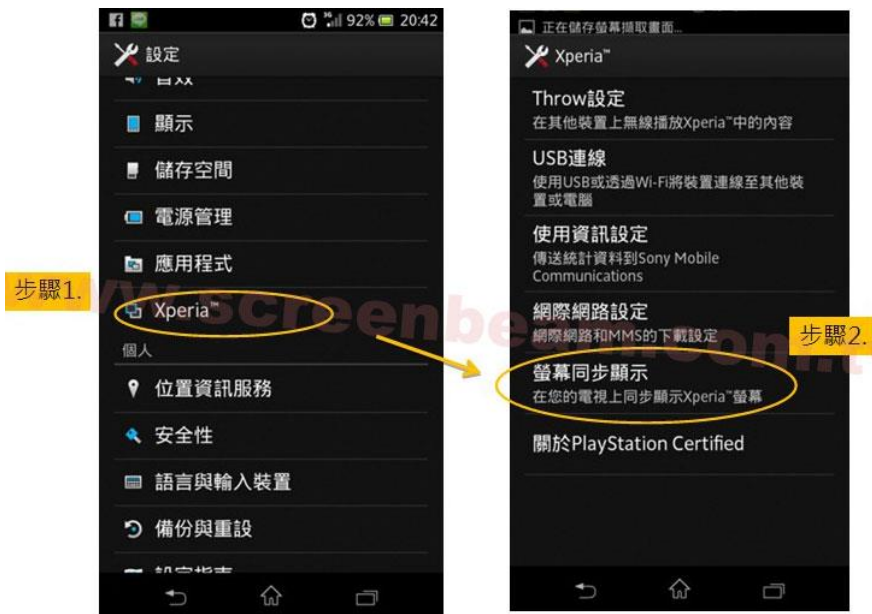 92% 20:42
設定
音效
顯示
儲存空間
電源管理
應用程式
步驟1.
Xperia™
個人
位置資訊服務
安全性
語言與輸入裝置
備份與重設
設定指南
正在儲存螢幕擷取畫面...
Xperia™
Throw設定
在其他裝置上無線播放Xperia™中的內容
USB連線
使用USB或透過Wi-Fi將裝置連線至其他裝
置或電腦
使用資訊設定
傳送統計資料到Sony Mobile
Communications
網際網路設定
網際網路和MMS的下載設定
步驟2.
螢幕同步顯示
在您的電視上同步顯示Xperia™螢幕
關於PlayStation Certified